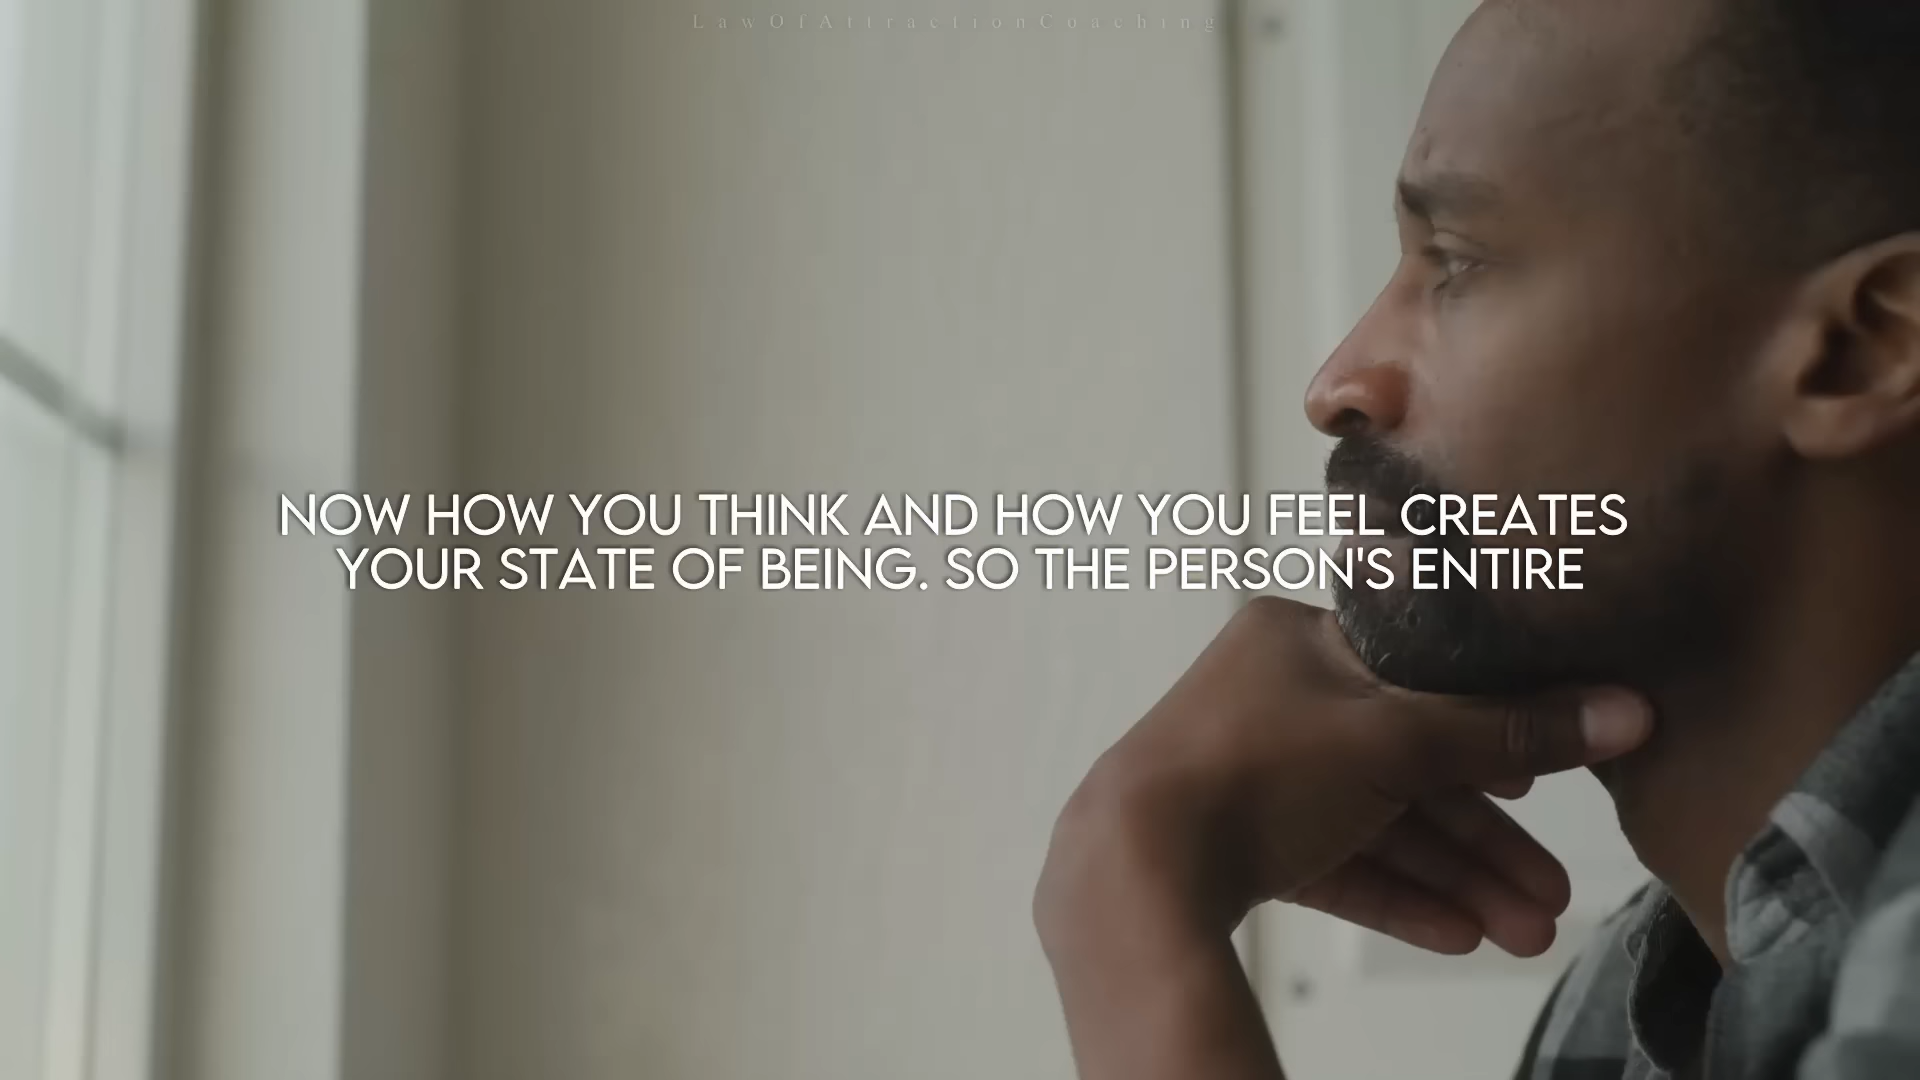 LawOfAttractionCoaching
NOW HOW YOU THINK AND HOW YOU FEEL CREATES
YOUR STATE OF BEING. SO THE PERSON'S ENTIRE